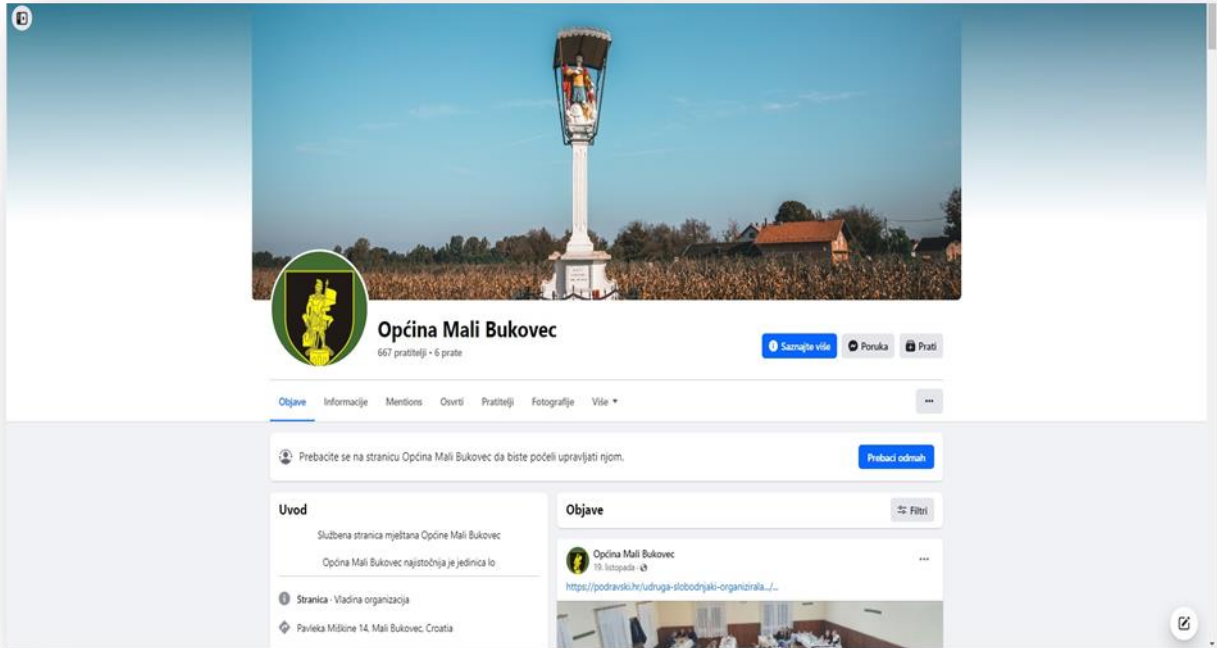 Općina Mali Bukovec
667 pratitelji • 6 prate
Saznajte više
Poruka
Prati
Objave
Informacije
Mentions
Osvrti
Pratitelji
Fotografije
Više
Prebacite se na stranicu Općina Mali Bukovec da biste počeli upravljati njom.
Prebaci odmah
Uvod
Službena stranica mještana Općine Mali Bukovec
Općina Mali Bukovec najistočnija je jedinica lo
Stranica · Vladina organizacija
Pavleka Miškine 14, Mali Bukovec, Croatia
Objave
Filtri
Općina Mali Bukovec
19. listopada ·
https://podravski.hr/udruga-slobodnjaki-organizirala.../...